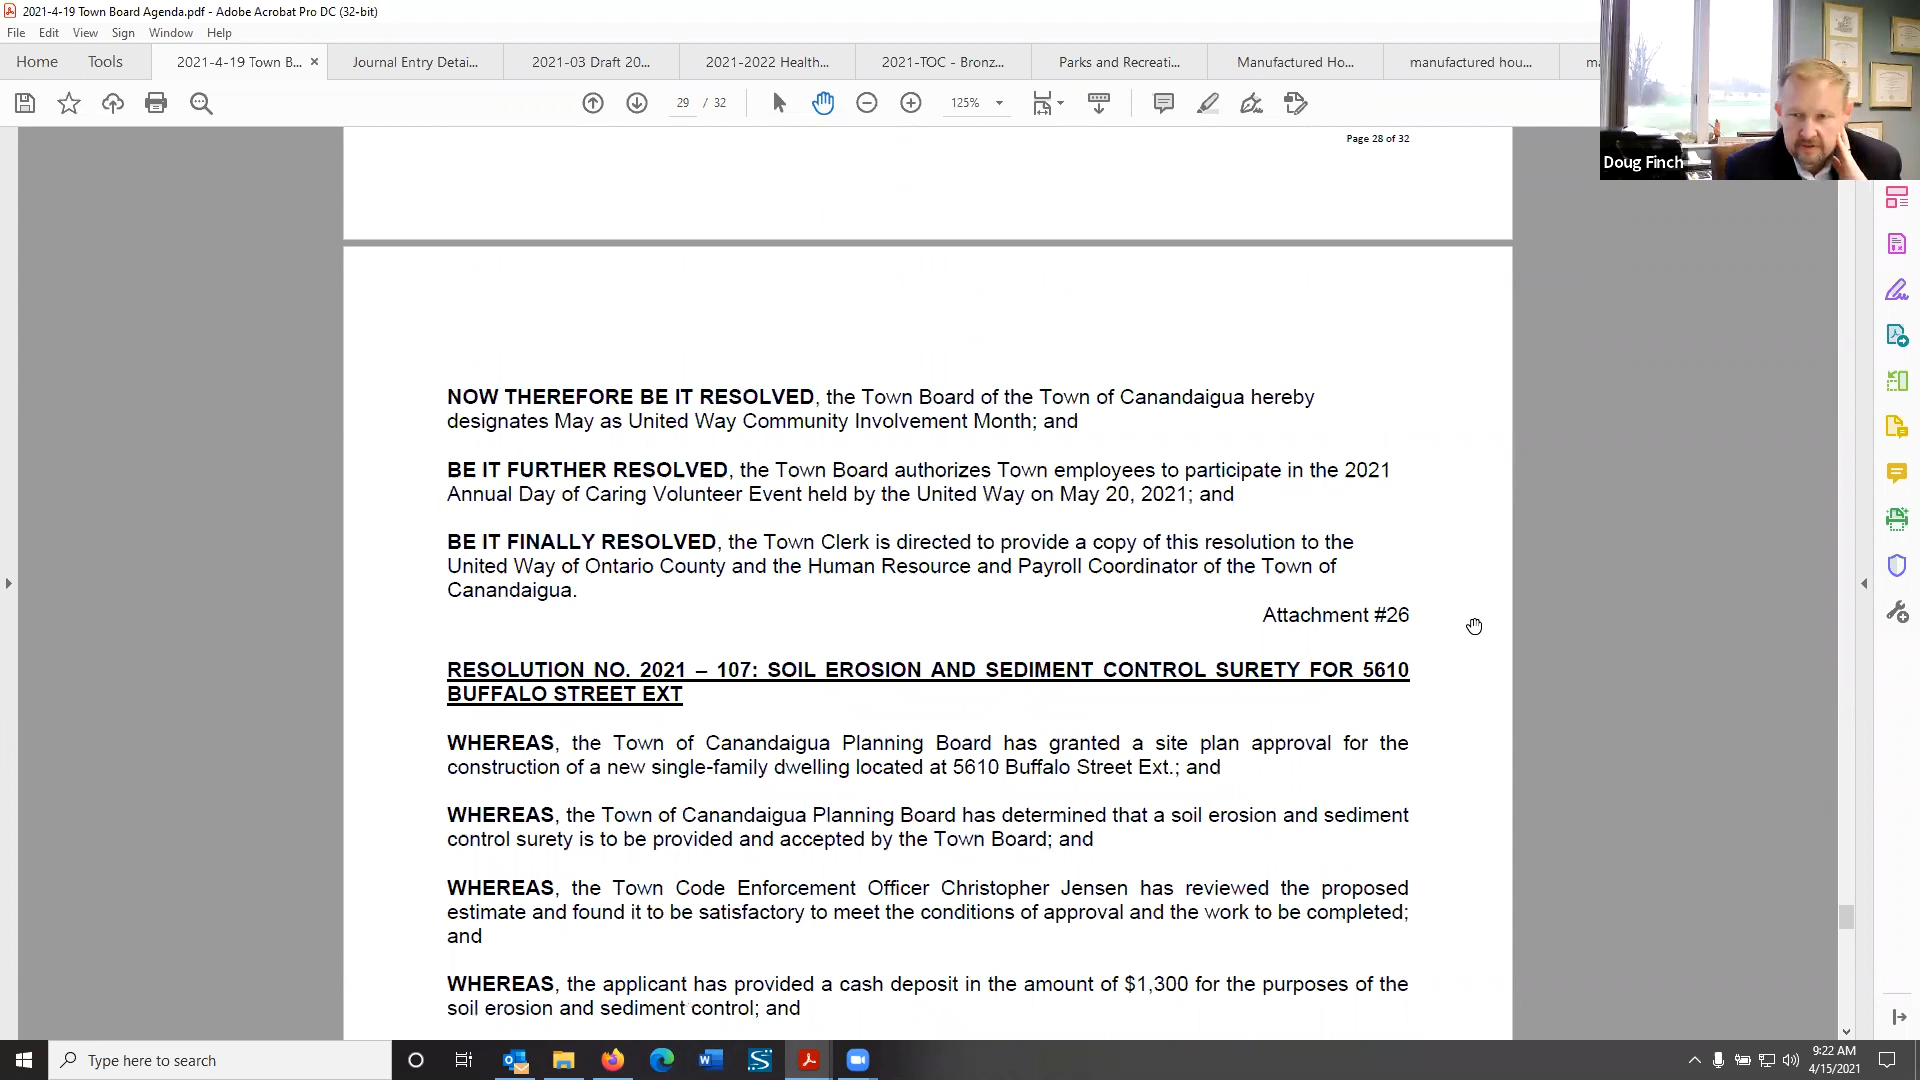 2021-4-19 Town Board Agenda.pdf - Adobe Acrobat Pro DC (32-bit)
File Edit View Sign Window Help
Home Tools 2021-4-19 Town B... × Journal Entry Detai... 2021-03 Draft 20... 2021-2022 Health... 2021-TOC - Bronz... Parks and Recreati... Manufactured Ho... manufactured hou... ma
29 / 32 125%
Doug Finch
Page 28 of 32
NOW THEREFORE BE IT RESOLVED, the Town Board of the Town of Canandaigua hereby
designates May as United Way Community Involvement Month; and
BE IT FURTHER RESOLVED, the Town Board authorizes Town employees to participate in the 2021
Annual Day of Caring Volunteer Event held by the United Way on May 20, 2021; and
BE IT FINALLY RESOLVED, the Town Clerk is directed to provide a copy of this resolution to the
United Way of Ontario County and the Human Resource and Payroll Coordinator of the Town of
Canandaigua.
Attachment #26
RESOLUTION NO. 2021 – 107: SOIL EROSION AND SEDIMENT CONTROL SURETY FOR 5610
BUFFALO STREET EXT
WHEREAS, the Town of Canandaigua Planning Board has granted a site plan approval for the
construction of a new single-family dwelling located at 5610 Buffalo Street Ext.; and
WHEREAS, the Town of Canandaigua Planning Board has determined that a soil erosion and sediment
control surety is to be provided and accepted by the Town Board; and
WHEREAS, the Town Code Enforcement Officer Christopher Jensen has reviewed the proposed
estimate and found it to be satisfactory to meet the conditions of approval and the work to be completed;
and
WHEREAS, the applicant has provided a cash deposit in the amount of $1,300 for the purposes of the
soil erosion and sediment control; and
Type here to search
9:22 AM
4/15/2021